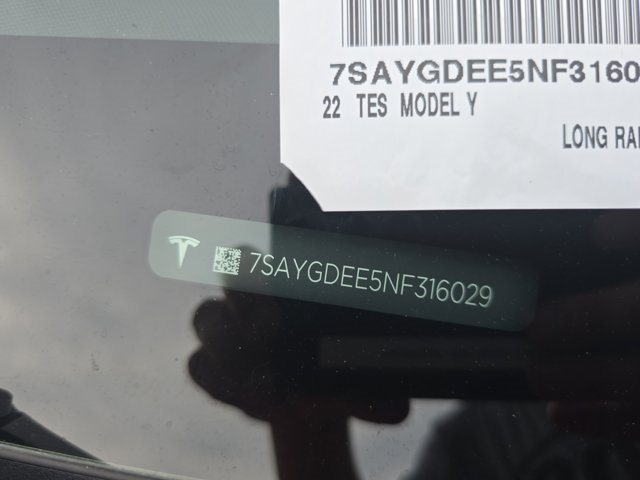 7SAYGDEE5NF3160
22 TES MODEL Y
LONG RA
7SAYGDEE5NF316029